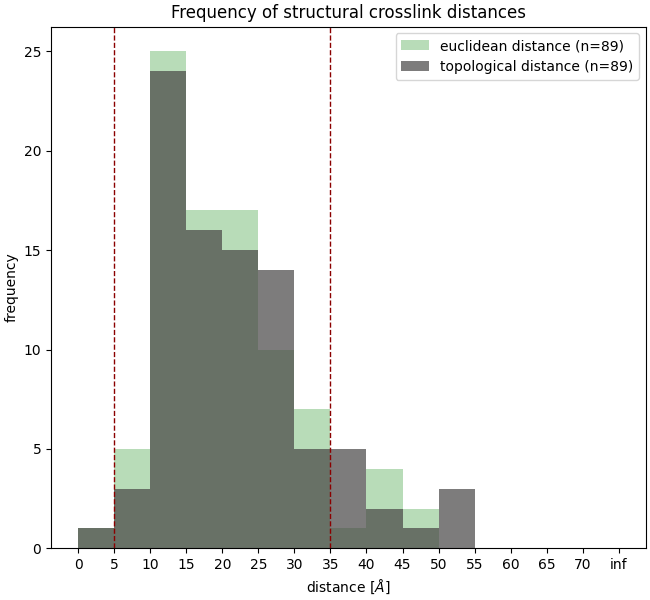 Frequency of structural crosslink distances
euclidean distance (n=89)
topological distance (n=89)
25
20
15
10
5
0
frequency
0 5 10 15 20 25 30 35 40 45 50 55 60 65 70 inf
distance [Å]